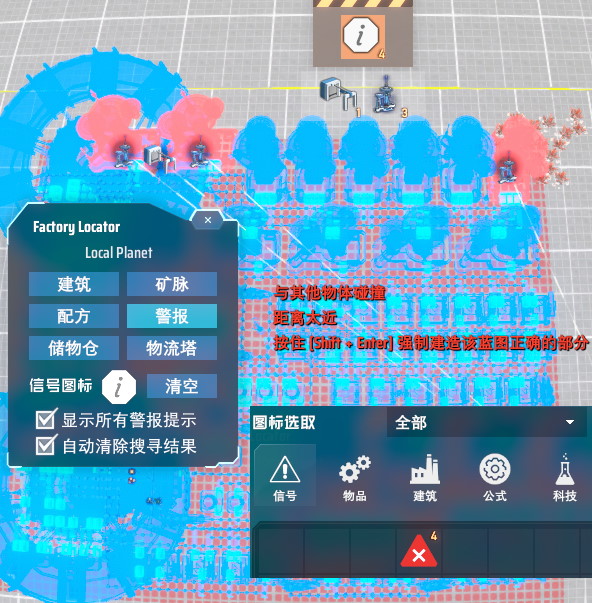 4
1
3
Factory Locator
×
Local Planet
建筑
矿脉
配方
警报
储物仓
物流塔
信号图标
清空
显示所有警报提示
自动清除搜寻结果
与其他物体碰撞
距离太近
按住 [Shift + Enter] 强制建造该蓝图正确的部分
图标选取
全部
信号
物品
建筑
公式
科技
4